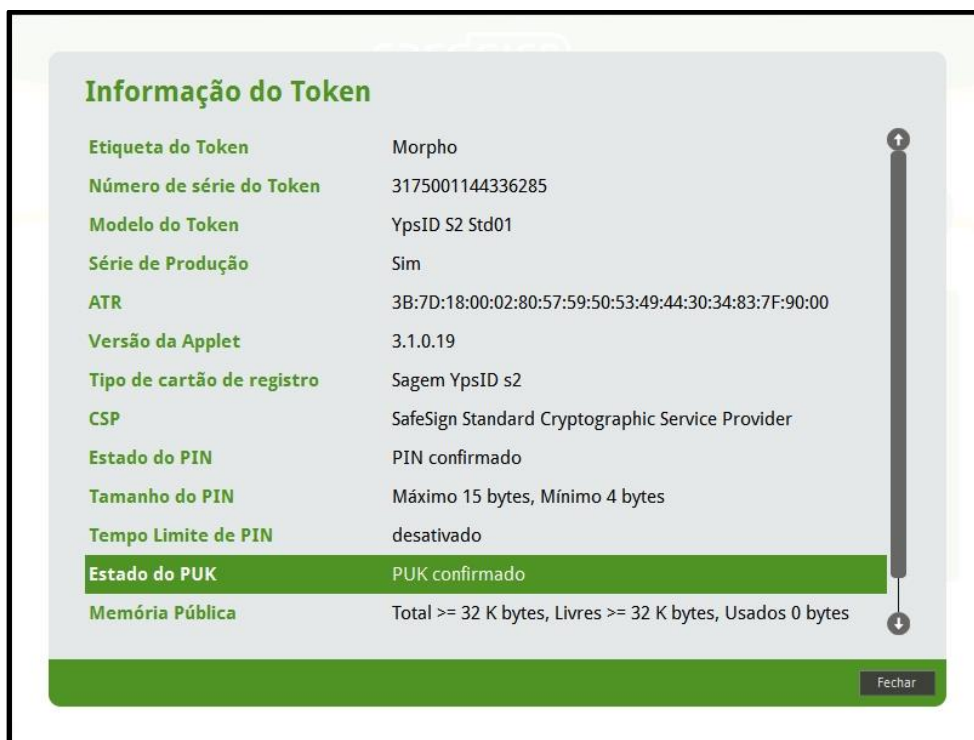 Informação do Token
Etiqueta do Token Morpho
Número de série do Token 3175001144336285
Modelo do Token YpsID S2 Std01
Série de Produção Sim
ATR 3B:7D:18:00:02:80:57:59:50:53:49:44:30:34:83:7F:90:00
Versão da Applet 3.1.0.19
Tipo de cartão de registro Sagem YpsID s2
CSP SafeSign Standard Cryptographic Service Provider
Estado do PIN PIN confirmado
Tamanho do PIN Máximo 15 bytes, Mínimo 4 bytes
Tempo Limite de PIN desativado
Estado do PUK PUK confirmado
Memória Pública Total >= 32 K bytes, Livres >= 32 K bytes, Usados 0 bytes
Fechar